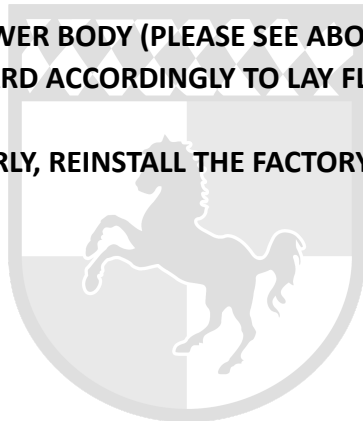 WER BODY (PLEASE SEE ABO
RD ACCORDINGLY TO LAY FL
RLY, REINSTALL THE FACTORY